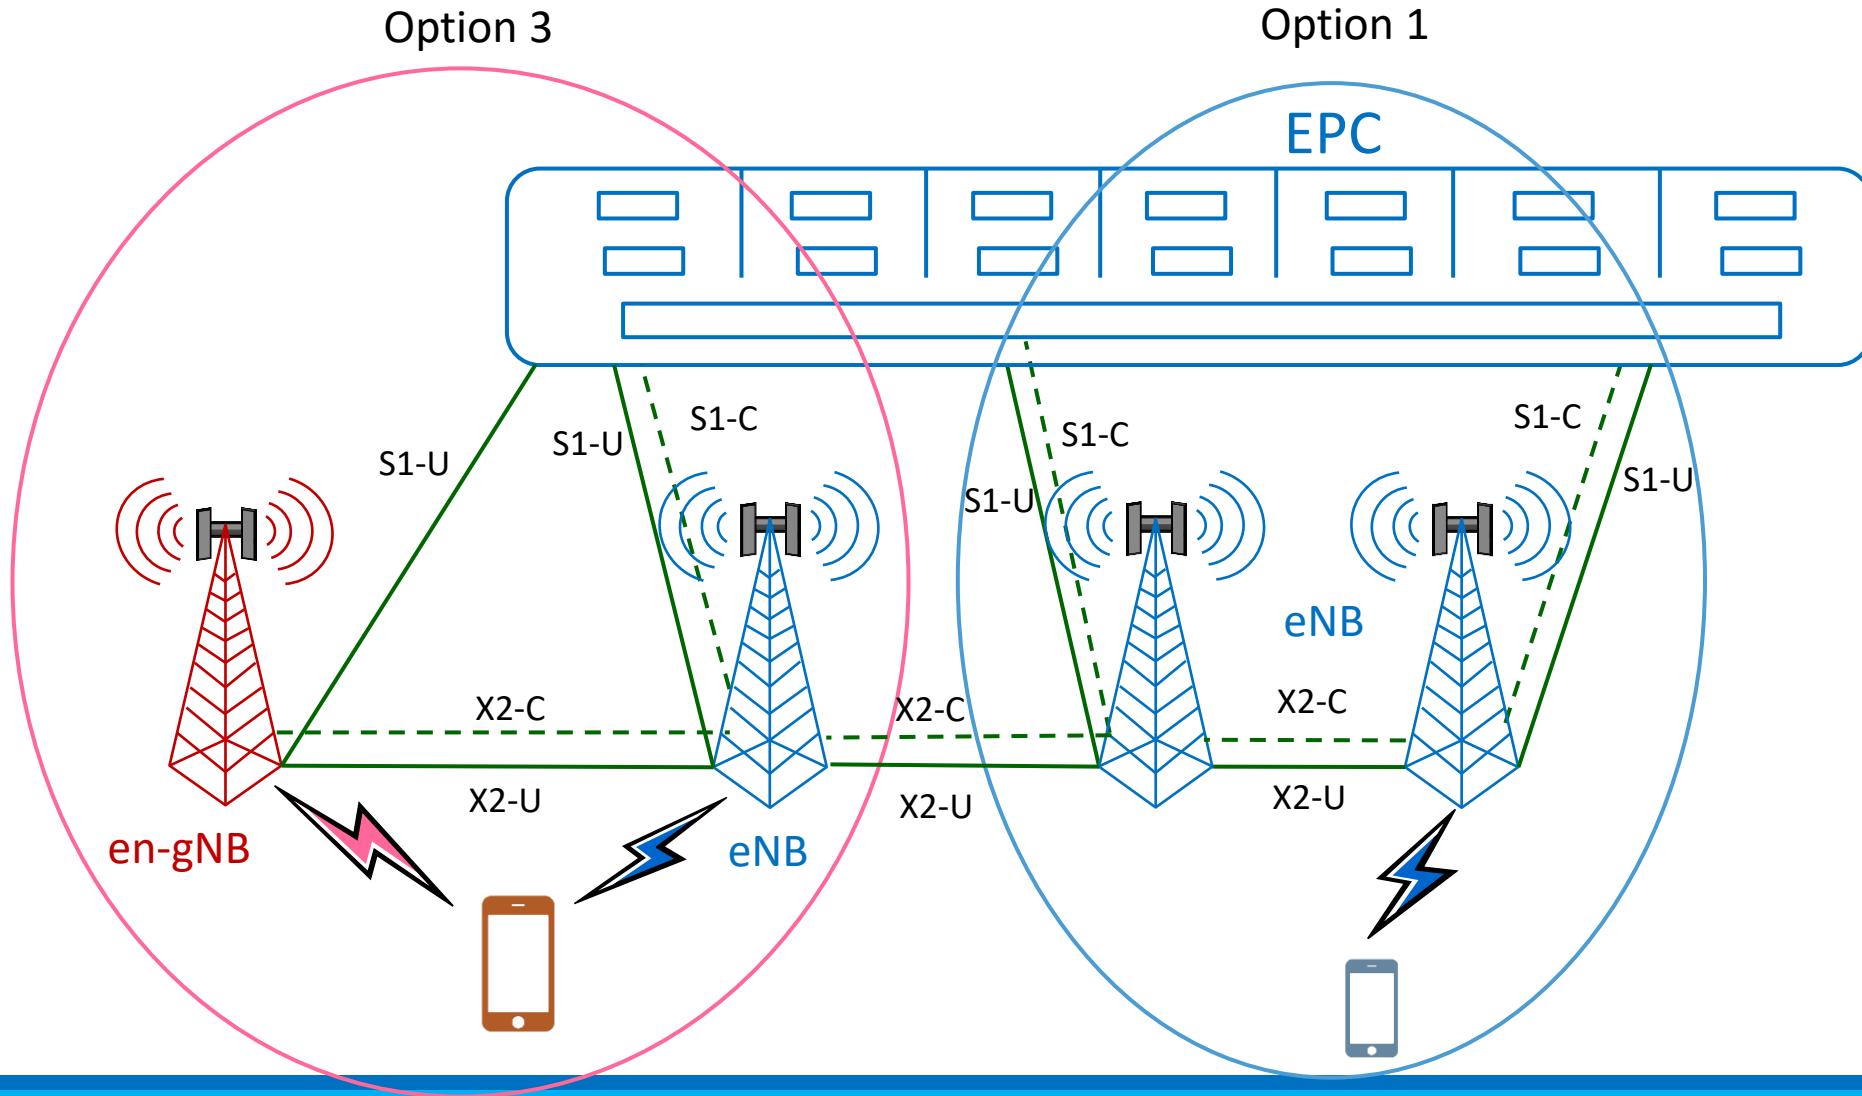 Option 3
Option 1
EPC
S1-U
S1-U
S1-C
S1-C
S1-U
S1-C
S1-U
eNB
X2-C
X2-C
X2-C
X2-U
X2-U
X2-U
en-gNB
eNB